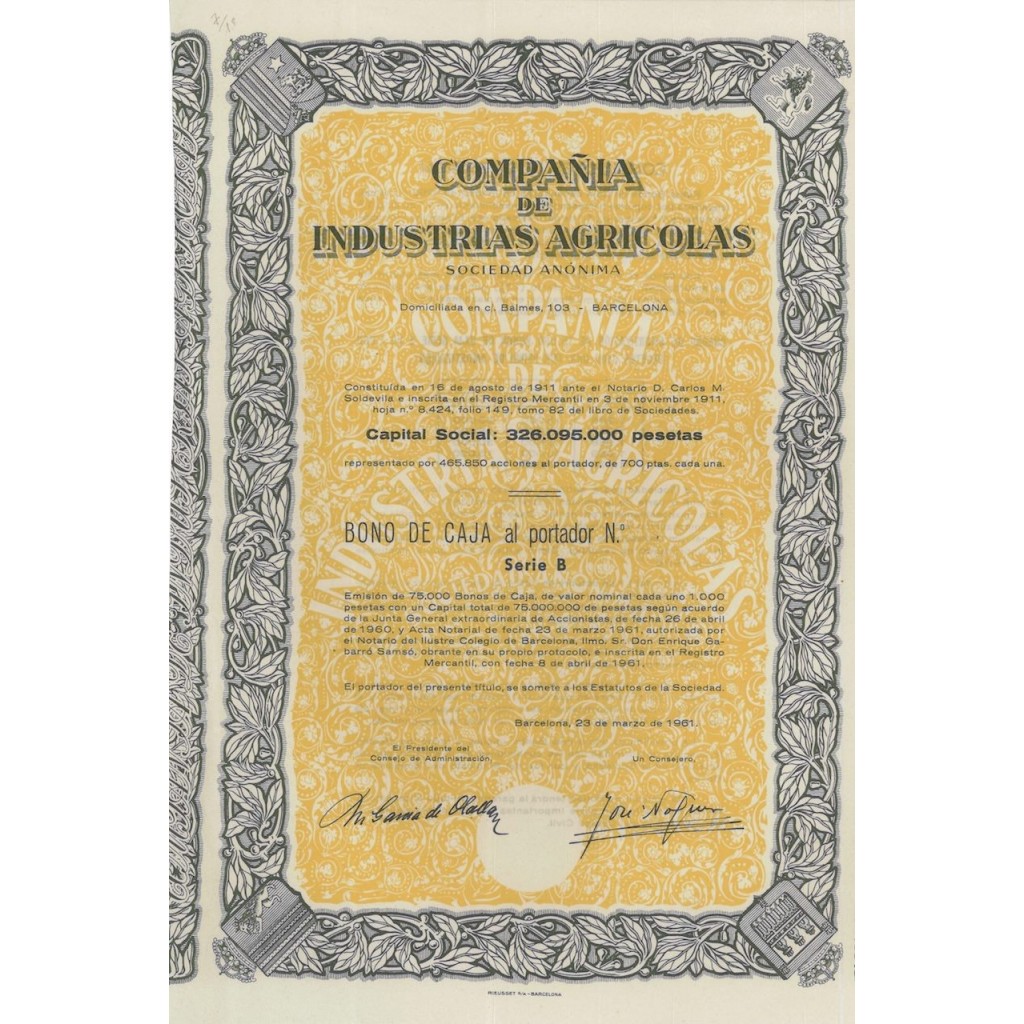 COMPAÑIA
DE
INDUSTRIAS AGRICOLAS
SOCIEDAD ANÓNIMA
Domiciliada en c/. Balmes, 103 - BARCELONA
COMPAÑIA
DE
INDUSTRIAS AGRICOLAS
SOCIEDAD ANONIMA
Constituída en 16 de agosto de 1911 ante el Notario D. Carlos M.
Soldevila e inscrita en el Registro Mercantil en 3 de noviembre 1911,
hoja n.º 8.424, folio 149, tomo 82 del libro de Sociedades.
Capital Social: 326.095.000 pesetas
representado por 465.850 acciones al portador, de 700 ptas. cada una.
BONO DE CAJA al portador N.º
Serie B
Emisión de 75.000 Bonos de Caja, de valor nominal cada uno 1.000
pesetas con un Capital total de 75.000.000 de pesetas según acuerdo
de la Junta General extraordinaria de Accionistas, de fecha 26 de abril
de 1960, y Acta Notarial de fecha 23 de marzo 1961, autorizada por
el Notario del Ilustre Colegio de Barcelona, Ilmo. Sr. Don Enrique Ga-
barró Samsó, obrante en su propio protocolo, e inscrita en el Registro
Mercantil, con fecha 8 de abril de 1961.
El portador del presente título, se somete a los Estatutos de la Sociedad.
Barcelona, 23 de marzo de 1961.
El Presidente del
Consejo de Administración,
Un Consejero,
RIEUSSET S/A - BARCELONA